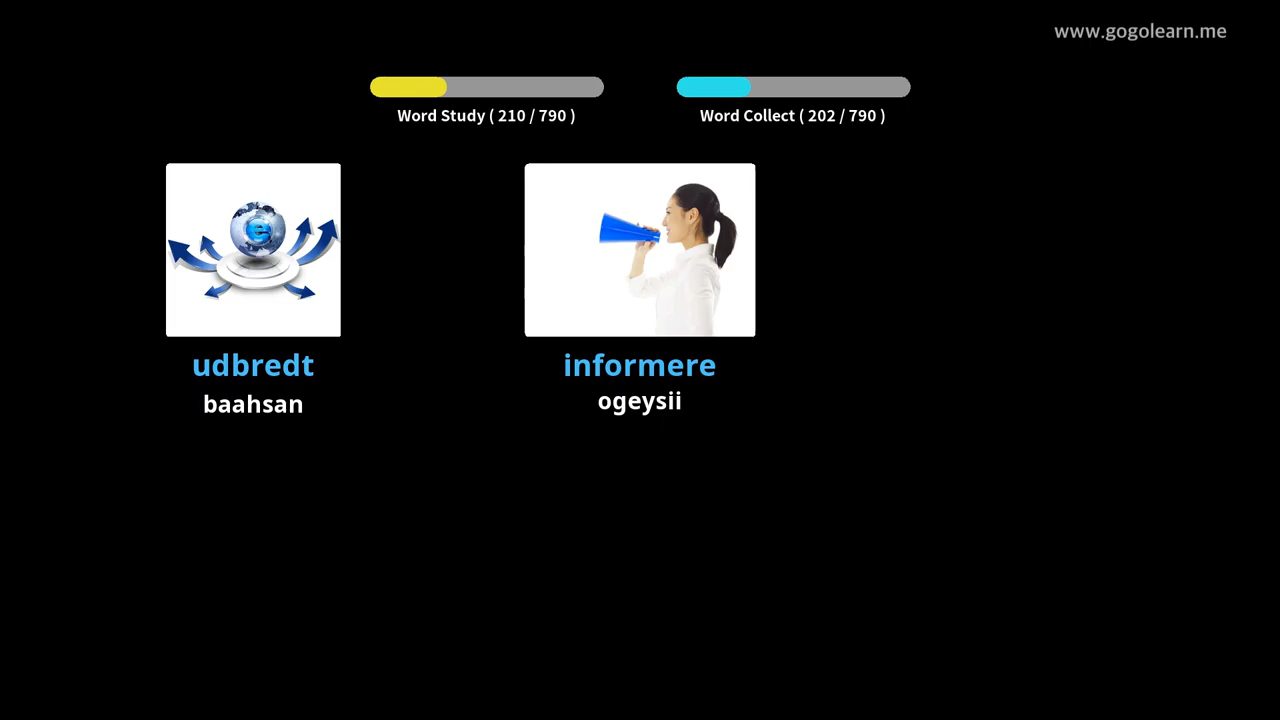 www.gogolearn.me
Word Study ( 210 / 790 )
Word Collect ( 202 / 790 )
e
udbredt
informere
baahsan
ogeysii